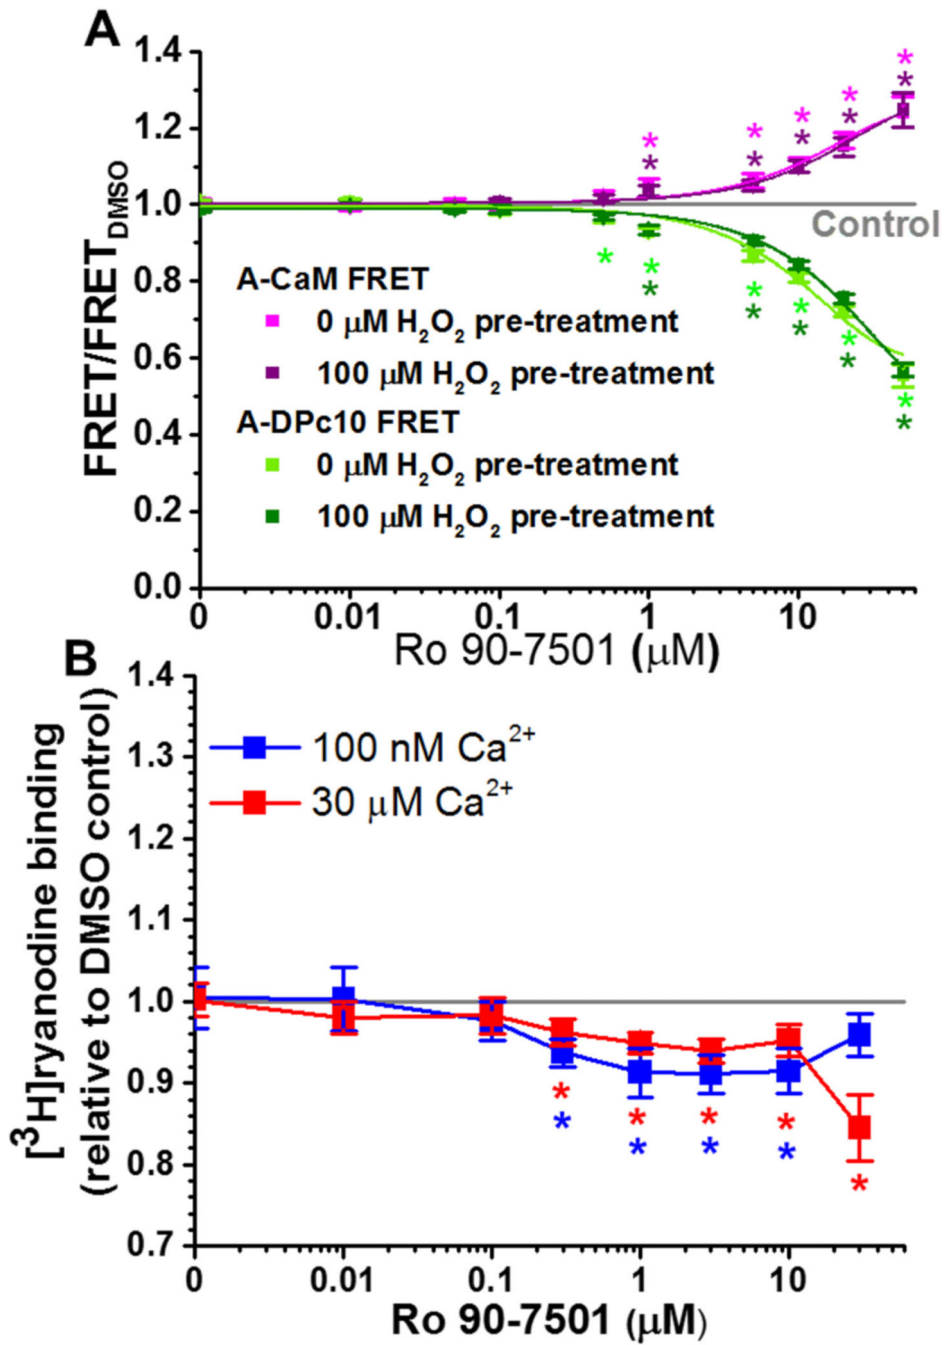 A
1.4
1.2
1.0
0.8
0.6
0.4
0.2
0.0
FRET/FRET_DMSO
Control
A-CaM FRET
0 μM H₂O₂ pre-treatment
100 μM H₂O₂ pre-treatment
A-DPc10 FRET
0 μM H₂O₂ pre-treatment
100 μM H₂O₂ pre-treatment
0 0.01 0.1 1 10
Ro 90-7501 (μM)
B
1.4
1.3
1.2
1.1
1.0
0.9
0.8
0.7
[³H]ryanodine binding
(relative to DMSO control)
100 nM Ca²⁺
30 μM Ca²⁺
0 0.01 0.1 1 10
Ro 90-7501 (μM)